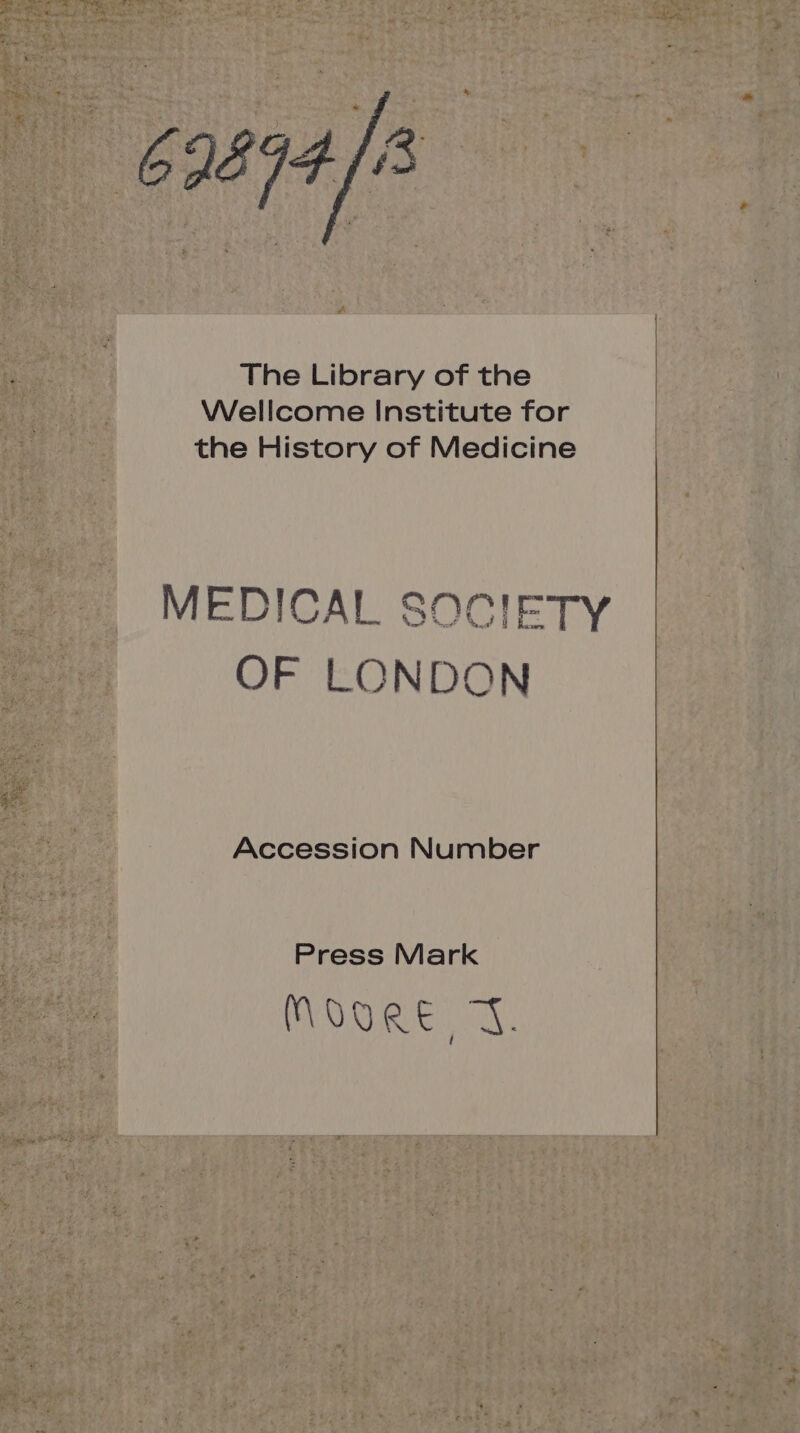 69894/B
The Library of the
Wellcome Institute for
the History of Medicine
MEDICAL SOCIETY
OF LONDON
Accession Number
Press Mark
MOORE, J.